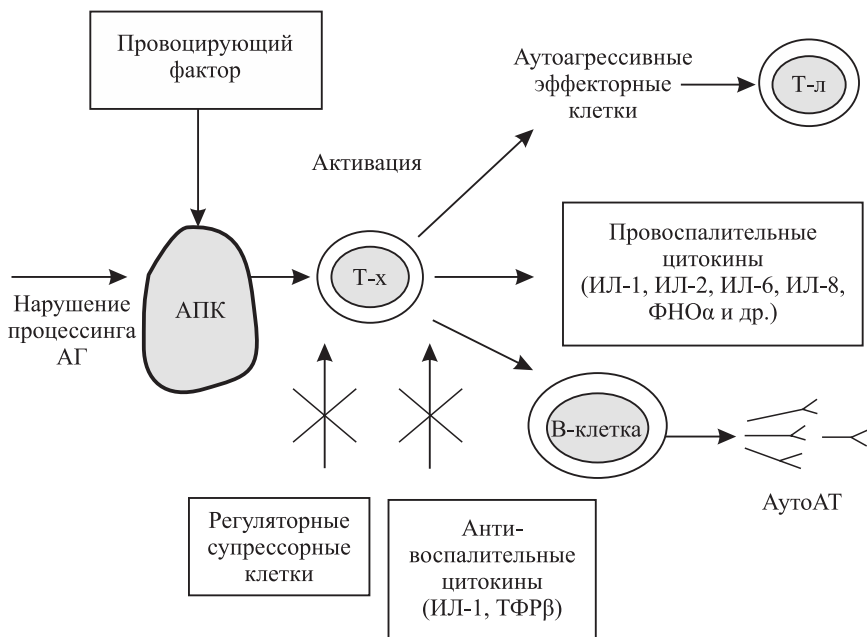 Провоцирующий
фактор
Аутоагрессивные
эффекторные
клетки
Т-л
Активация
Нарушение
процессинга
АГ
АПК
Т-х
Провоспалительные
цитокины
(ИЛ-1, ИЛ-2, ИЛ-6, ИЛ-8,
ФНОα и др.)
В-клетка
АутоАТ
Регуляторные
супрессорные
клетки
Анти-
воспалительные
цитокины
(ИЛ-1, ТФРβ)